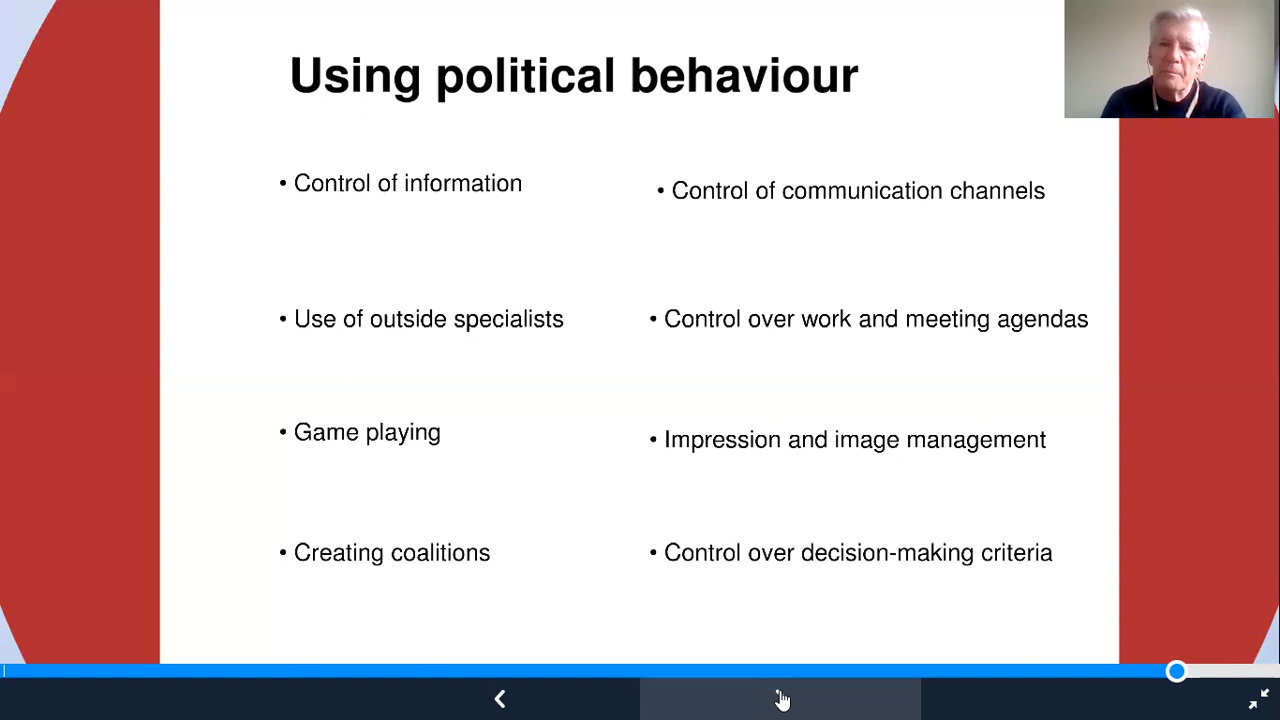 Using political behaviour
• Control of information
• Control of communication channels
• Use of outside specialists
• Control over work and meeting agendas
• Game playing
• Impression and image management
• Creating coalitions
• Control over decision-making criteria